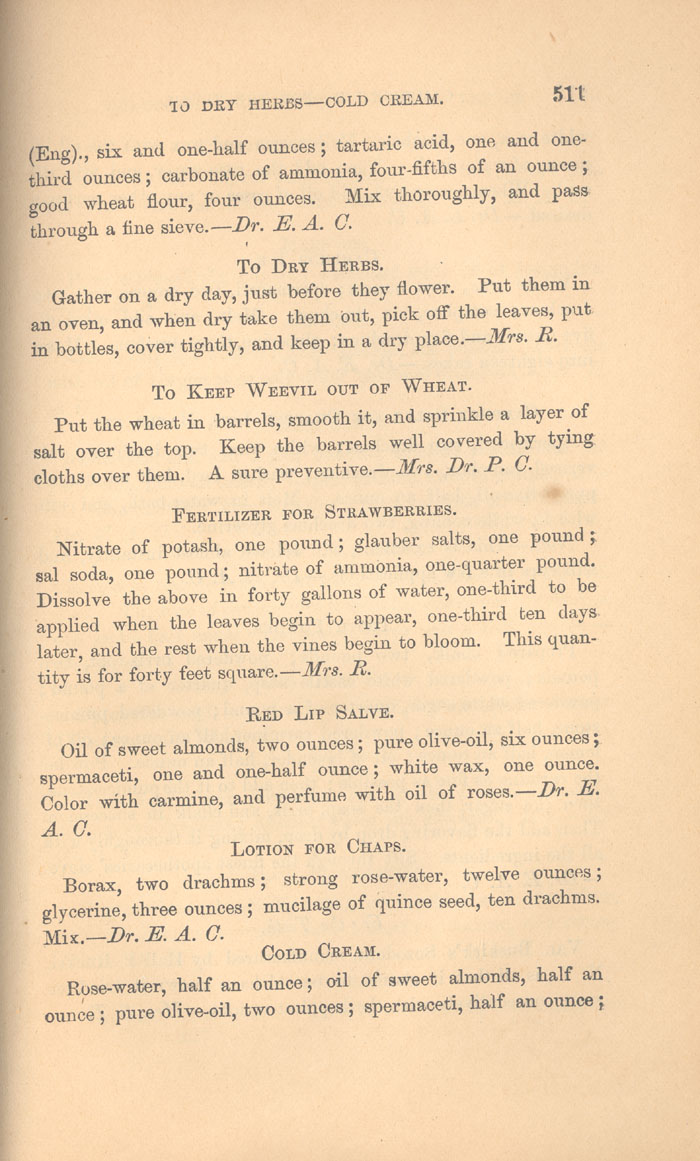 TO DRY HERBS—COLD CREAM. 511
(Eng)., six and one-half ounces; tartaric acid, one and one-
third ounces; carbonate of ammonia, four-fifths of an ounce;
good wheat flour, four ounces. Mix thoroughly, and pass
through a fine sieve.—Dr. E. A. C.
TO DRY HERBS.
Gather on a dry day, just before they flower. Put them in
an oven, and when dry take them out, pick off the leaves, put
in bottles, cover tightly, and keep in a dry place.—Mrs. R.
TO KEEP WEEVIL OUT OF WHEAT.
Put the wheat in barrels, smooth it, and sprinkle a layer of
salt over the top. Keep the barrels well covered by tying
cloths over them. A sure preventive.—Mrs. Dr. P. C.
FERTILIZER FOR STRAWBERRIES.
Nitrate of potash, one pound; glauber salts, one pound;
sal soda, one pound; nitrate of ammonia, one-quarter pound.
Dissolve the above in forty gallons of water, one-third to be
applied when the leaves begin to appear, one-third ten days
later, and the rest when the vines begin to bloom. This quan-
tity is for forty feet square.—Mrs. R.
RED LIP SALVE.
Oil of sweet almonds, two ounces; pure olive-oil, six ounces;
spermaceti, one and one-half ounce; white wax, one ounce.
Color with carmine, and perfume with oil of roses.—Dr. E.
A. C.
LOTION FOR CHAPS.
Borax, two drachms; strong rose-water, twelve ounces;
glycerine, three ounces; mucilage of quince seed, ten drachms.
Mix.—Dr. E. A. C.
COLD CREAM.
Rose-water, half an ounce; oil of sweet almonds, half an
ounce; pure olive-oil, two ounces; spermaceti, half an ounce;